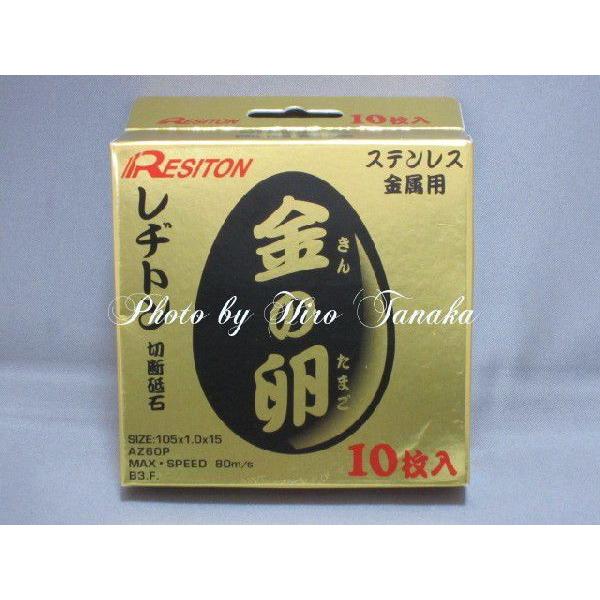 RESITON
10枚入
RESITON
ステンレス
金属用
レヂトン
切断砥石
金の卵
きん
たまご
Photo by Hiro Tanaka
SIZE:105x1.0x15
AZ60P
MAX・SPEED 80m/s
B3.F.
10枚入